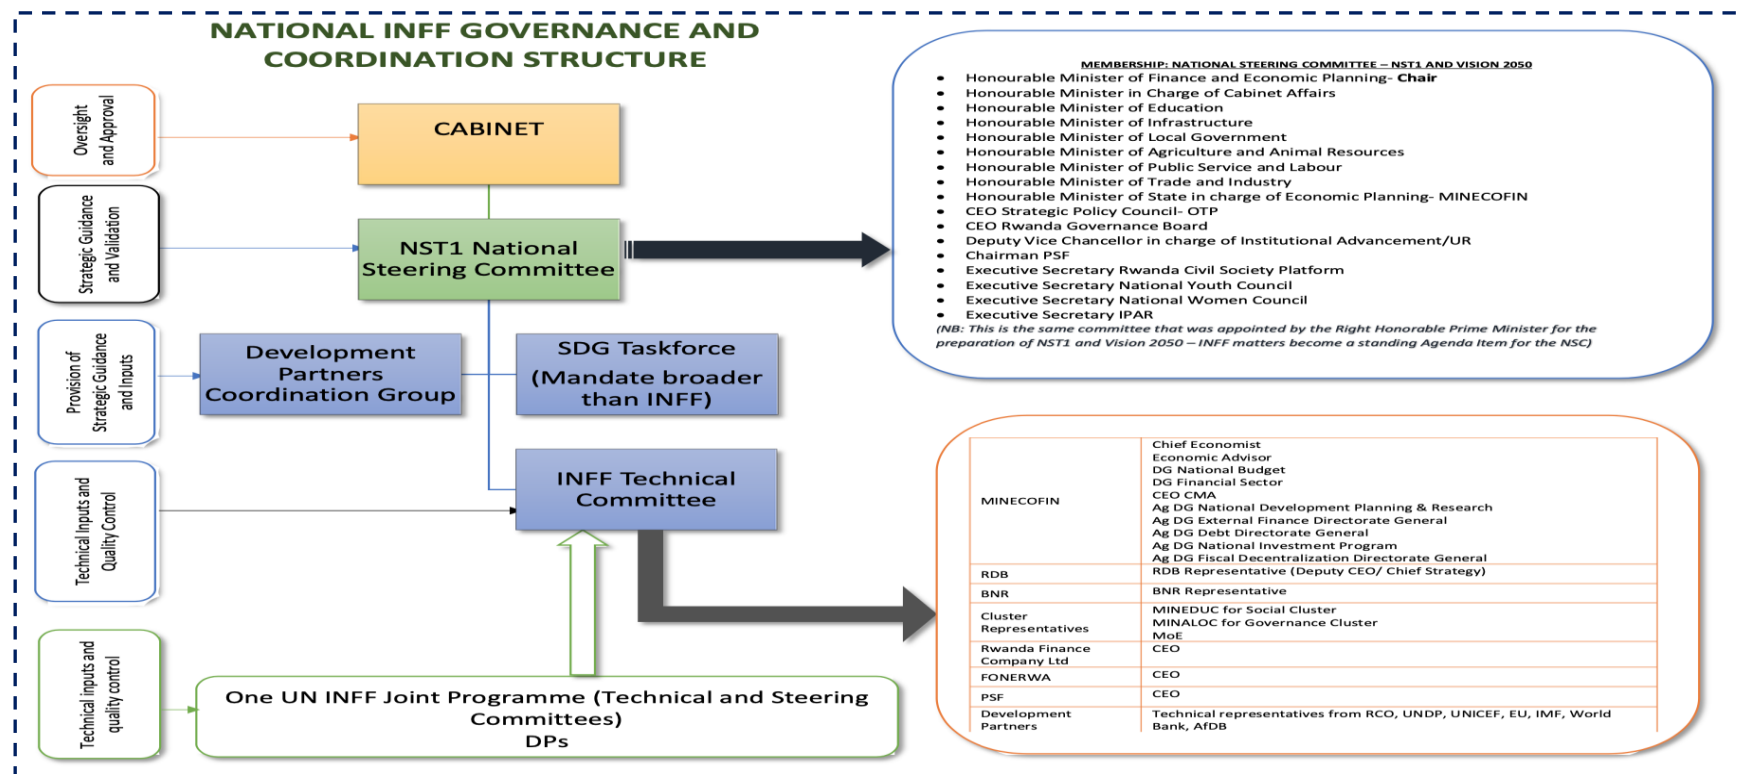 NATIONAL INFF GOVERNANCE AND
COORDINATION STRUCTURE
Oversight
and Approval
CABINET
Strategic Guidance
and Validation
NST1 National
Steering Committee
Provision of
Strategic Guidance
and Inputs
Development
Partners
Coordination Group
SDG Taskforce
(Mandate broader
than INFF)
Technical Inputs and
Quality Control
INFF Technical
Committee
Technical inputs and
quality control
One UN INFF Joint Programme (Technical and Steering
Committees)
DPs
MEMBERSHIP: NATIONAL STEERING COMMITTEE – NST1 AND VISION 2050
• Honourable Minister of Finance and Economic Planning- Chair
• Honourable Minister in Charge of Cabinet Affairs
• Honourable Minister of Education
• Honourable Minister of Infrastructure
• Honourable Minister of Local Government
• Honourable Minister of Agriculture and Animal Resources
• Honourable Minister of Public Service and Labour
• Honourable Minister of Trade and Industry
• Honourable Minister of State in charge of Economic Planning- MINECOFIN
• CEO Strategic Policy Council- OTP
• CEO Rwanda Governance Board
• Deputy Vice Chancellor in charge of Institutional Advancement/UR
• Chairman PSF
• Executive Secretary Rwanda Civil Society Platform
• Executive Secretary National Youth Council
• Executive Secretary National Women Council
• Executive Secretary IPAR
(NB: This is the same committee that was appointed by the Right Honorable Prime Minister for the
preparation of NST1 and Vision 2050 – INFF matters become a standing Agenda Item for the NSC)
MINECOFIN
Chief Economist
Economic Advisor
DG National Budget
DG Financial Sector
CEO CMA
Ag DG National Development Planning & Research
Ag DG External Finance Directorate General
Ag DG Debt Directorate General
Ag DG National Investment Program
Ag DG Fiscal Decentralization Directorate General
RDB
RDB Representative (Deputy CEO/ Chief Strategy)
BNR
BNR Representative
Cluster
Representatives
MINEDUC for Social Cluster
MINALOC for Governance Cluster
MoE
Rwanda Finance
Company Ltd
CEO
FONERWA
CEO
PSF
CEO
Development
Partners
Technical representatives from RCO, UNDP, UNICEF, EU, IMF, World
Bank, AfDB